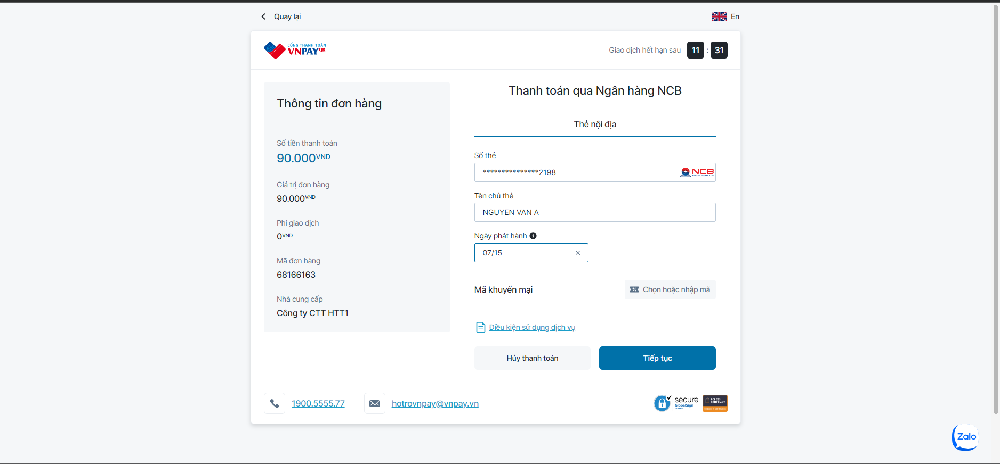 Quay lại
En
CỔNG THANH TOÁN
VNPAYQR
Giao dịch hết hạn sau 11 : 31
Thông tin đơn hàng
Số tiền thanh toán
90.000VND
Giá trị đơn hàng
90.000VND
Phí giao dịch
0VND
Mã đơn hàng
68166163
Nhà cung cấp
Công ty CTT HTT1
Thanh toán qua Ngân hàng NCB
Thẻ nội địa
Số thẻ
***************2198
NCB
Tên chủ thẻ
NGUYEN VAN A
Ngày phát hành
07/15
Mã khuyến mại
Chọn hoặc nhập mã
Điều kiện sử dụng dịch vụ
Hủy thanh toán
Tiếp tục
1900.5555.77
hotrovnpay@vnpay.vn
secure
GlobalSign
PCI DSS
COMPLIANT
Zalo